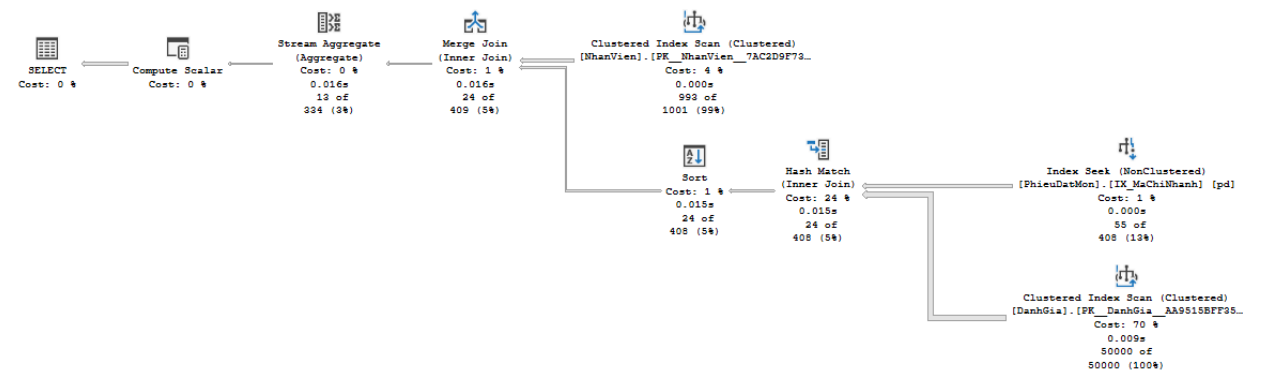 SELECT
Cost: 0 %
Compute Scalar
Cost: 0 %
Stream Aggregate
(Aggregate)
Cost: 0 %
0.016s
13 of
334 (3%)
Merge Join
(Inner Join)
Cost: 1 %
0.016s
24 of
409 (5%)
Clustered Index Scan (Clustered)
[NhanVien].[PK__NhanVien__7AC2D9F73…
Cost: 4 %
0.000s
993 of
1001 (99%)
Sort
Cost: 1 %
0.015s
24 of
408 (5%)
Hash Match
(Inner Join)
Cost: 24 %
0.015s
24 of
408 (5%)
Index Seek (NonClustered)
[PhieuDatMon].[IX_MaChiNhanh] [pd]
Cost: 1 %
0.000s
55 of
408 (13%)
Clustered Index Scan (Clustered)
[DanhGia].[PK__DanhGia__AA9515BFF35…
Cost: 70 %
0.009s
50000 of
50000 (100%)